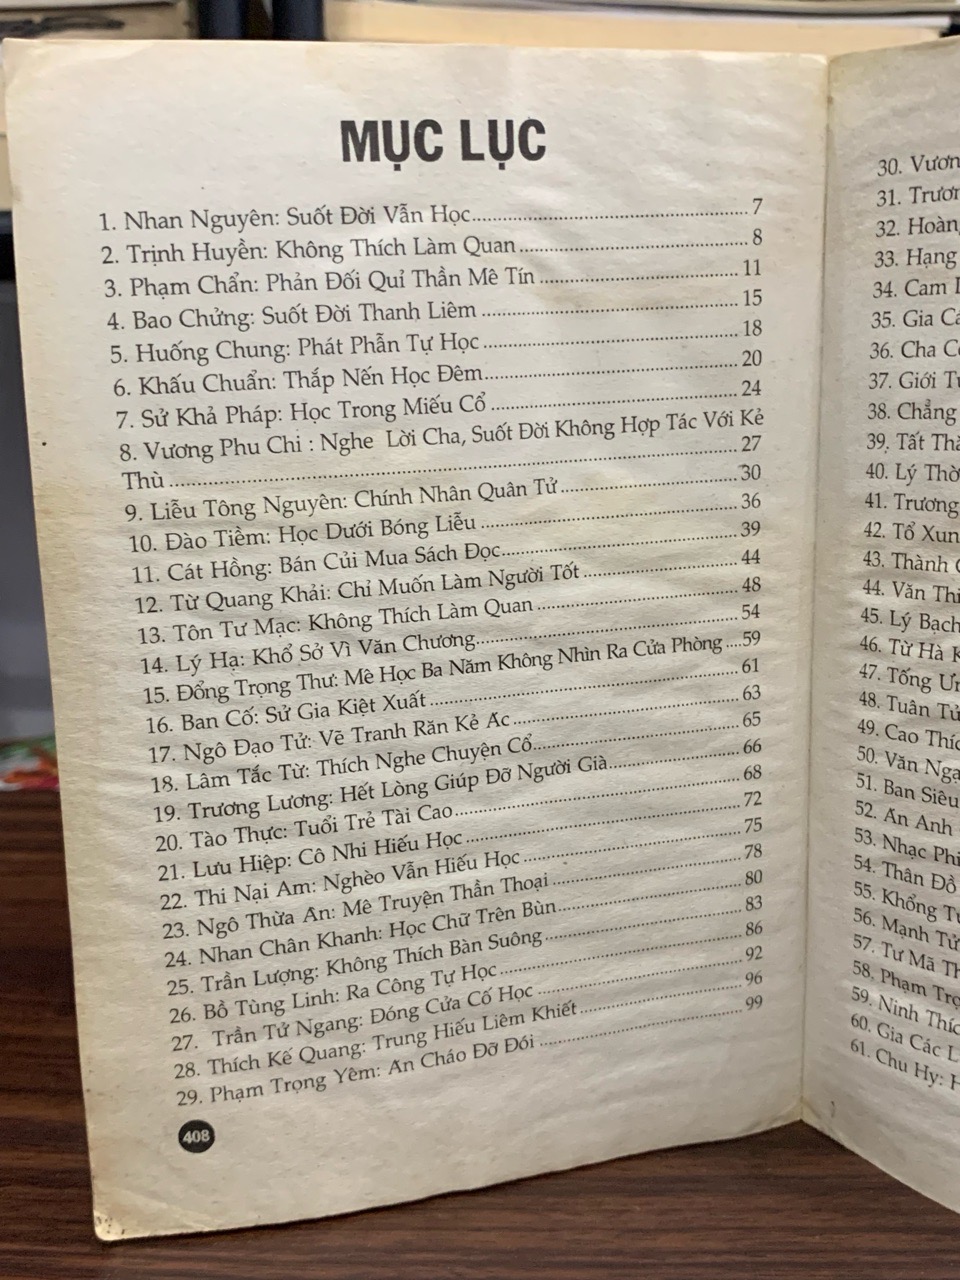 MỤC LỤC
1. Nhan Nguyên: Suốt Đời Vẫn Học.......... 7
2. Trịnh Huyền: Không Thích Làm Quan.......... 8
3. Phạm Chẩn: Phản Đối Quỉ Thần Mê Tín .......... 11
4. Bao Chửng: Suốt Đời Thanh Liêm .......... 15
5. Huống Chung: Phát Phẫn Tự Học .......... 18
6. Khấu Chuẩn: Thắp Nến Học Đêm.......... 20
7. Sử Khả Pháp: Học Trong Miếu Cổ .......... 24
8. Vương Phu Chi : Nghe Lời Cha, Suốt Đời Không Hợp Tác Với Kẻ
Thù .......... 27
9. Liễu Tông Nguyên: Chính Nhân Quân Tử .......... 30
10. Đào Tiềm: Học Dưới Bóng Liễu .......... 36
11. Cát Hồng: Bán Củi Mua Sách Đọc.......... 39
12. Từ Quang Khải: Chỉ Muốn Làm Người Tốt .......... 44
13. Tôn Tư Mạc: Không Thích Làm Quan .......... 48
14. Lý Hạ: Khổ Sở Vì Văn Chương.......... 54
15. Đổng Trọng Thư: Mê Học Ba Năm Không Nhìn Ra Cửa Phòng ....59
16. Ban Cố: Sử Gia Kiệt Xuất .......... 61
17. Ngô Đạo Tử: Vẽ Tranh Răn Kẻ Ác .......... 63
18. Lâm Tắc Từ: Thích Nghe Chuyện Cổ.......... 65
19. Trương Lương: Hết Lòng Giúp Đỡ Người Già.......... 66
20. Tào Thực: Tuổi Trẻ Tài Cao .......... 68
21. Lưu Hiệp: Cô Nhi Hiếu Học .......... 72
22. Thi Nại Am: Nghèo Vẫn Hiếu Học .......... 75
23. Ngô Thừa Ân: Mê Truyện Thần Thoại .......... 78
24. Nhan Chân Khanh: Học Chữ Trên Bùn.......... 80
25. Trần Lượng: Không Thích Bàn Suông .......... 83
26. Bồ Tùng Linh: Ra Công Tự Học .......... 86
27. Trần Tử Ngang: Đóng Cửa Cố Học .......... 92
28. Thích Kế Quang: Trung Hiếu Liêm Khiết .......... 96
29. Phạm Trọng Yêm: Ăn Cháo Đỡ Đói .......... 99
408
30. Vươn
31. Trươn
32. Hoàn
33. Hạng
34. Cam
35. Gia Cá
36. Cha C
37. Giới T
38. Chẳng
39. Tất Th
40. Lý Thờ
41. Trương
42. Tổ Xun
43. Thành
44. Văn Thi
45. Lý Bạch
46. Từ Hà K
47. Tống Ư
48. Tuân Tử
49. Cao Thíc
50. Văn Ngạ
51. Ban Siêu
52. Ân Anh
53. Nhạc Phi
54. Thân Đồ
55. Khổng Tử
56. Mạnh Tử
57. Tư Mã Th
58. Phạm Trọ
59. Ninh Thíc
60. Gia Các L
61. Chu Hy: H